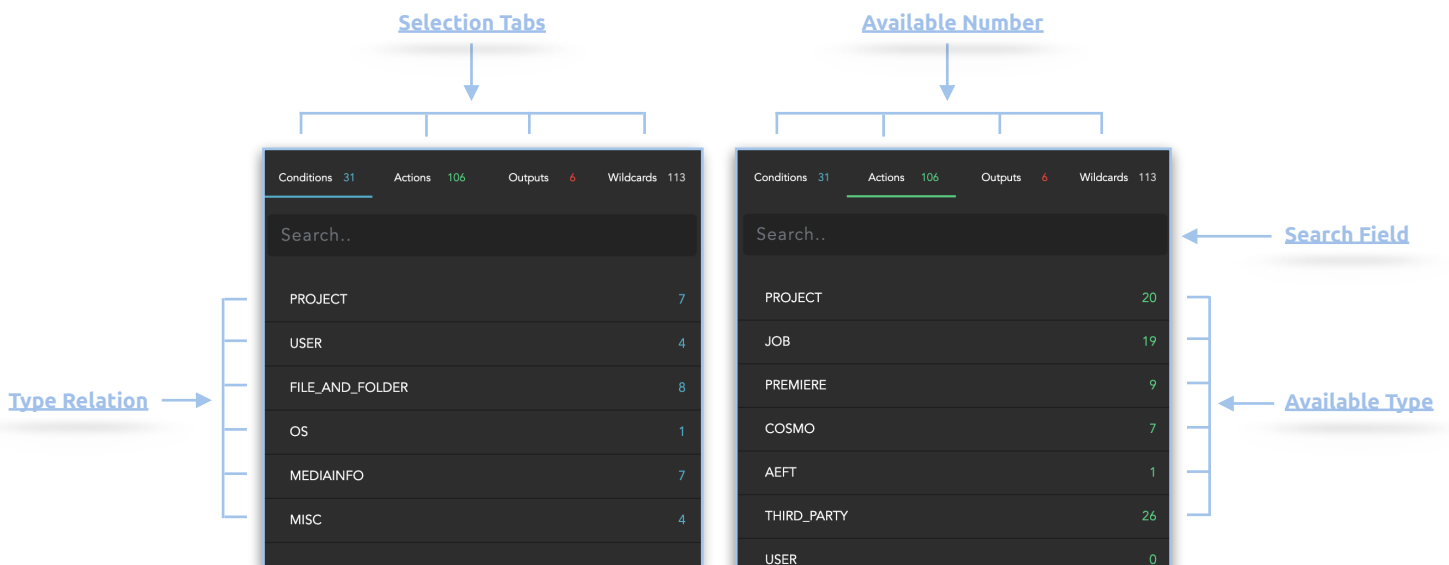 Selection Tabs
Available Number
Conditions 31 Actions 106 Outputs 6 Wildcards 113
Search..
PROJECT 7
USER 4
FILE_AND_FOLDER 8
OS 1
MEDIAINFO 7
MISC 4
Type Relation
Conditions 31 Actions 106 Outputs 6 Wildcards 113
Search..
PROJECT 20
JOB 19
PREMIERE 9
COSMO 7
AEFT 1
THIRD_PARTY 26
USER 0
Search Field
Available Type